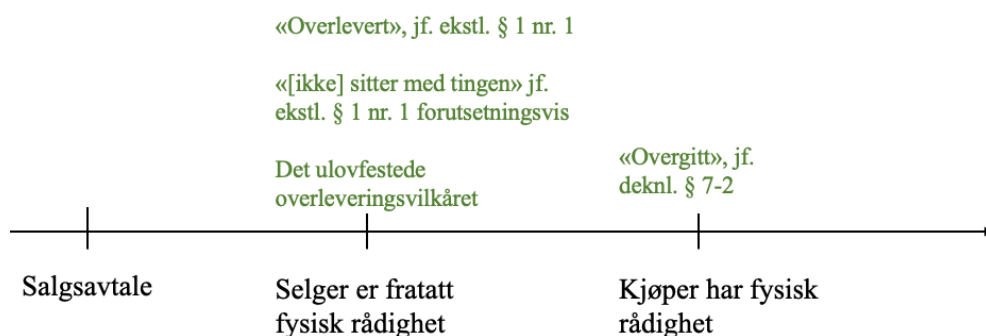 «Overlevert», jf. ekstl. § 1 nr. 1
«[ikke] sitter med tingen» jf.
ekstl. § 1 nr. 1 forutsetningsvis
Det ulovfestede
overleveringsvilkåret
«Overgitt», jf.
deknl. § 7-2
Salgsavtale
Selger er fratatt
fysisk rådighet
Kjøper har fysisk
rådighet